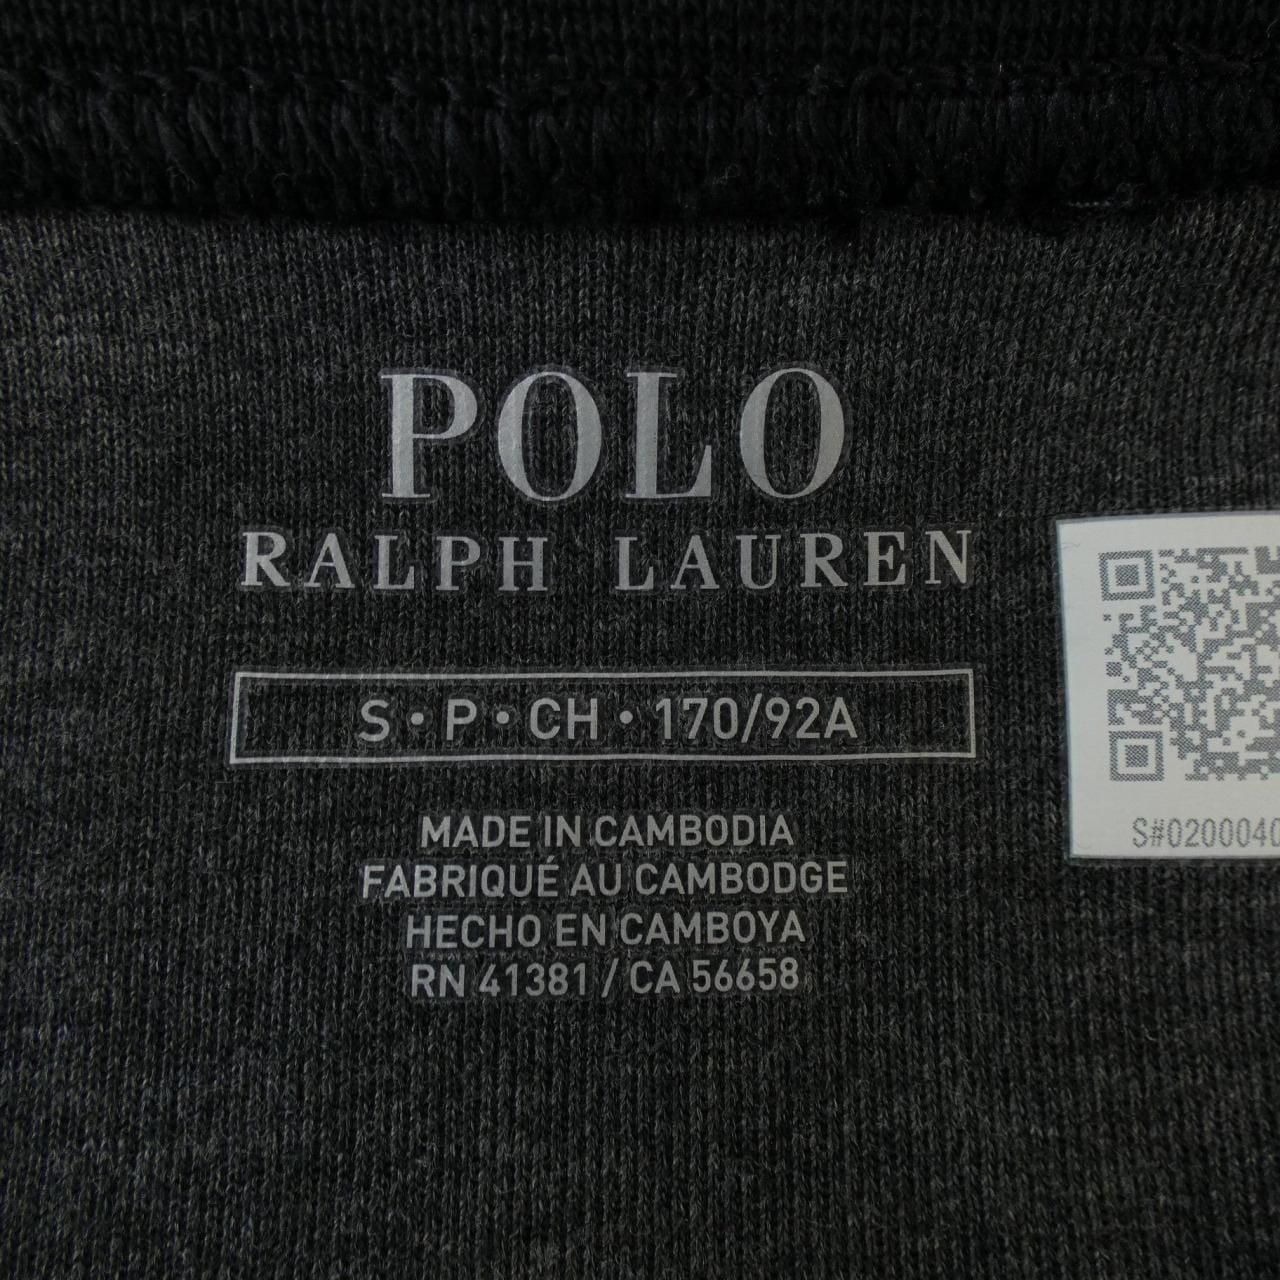 POLO
RALPH LAUREN
S • P • CH • 170/92A
MADE IN CAMBODIA
FABRIQUÉ AU CAMBODGE
HECHO EN CAMBOYA
RN 41381 / CA 56658